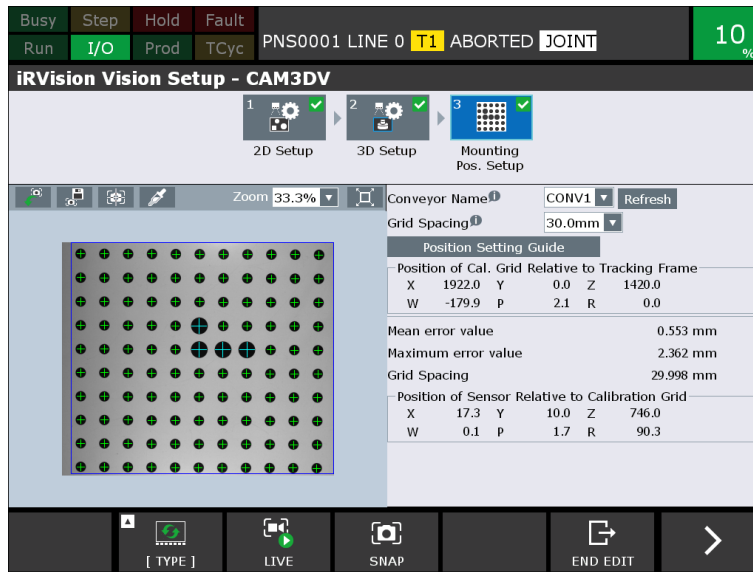 Busy Step Hold Fault
Run I/O Prod TCyc
PNS0001 LINE 0 T1 ABORTED JOINT
10
%
iRVision Vision Setup - CAM3DV
1 2 3
2D Setup 3D Setup Mounting
Pos. Setup
Zoom 33.3%
Conveyor Name CONV1 Refresh
Grid Spacing 30.0mm
Position Setting Guide
Position of Cal. Grid Relative to Tracking Frame
X 1922.0 Y 0.0 Z 1420.0
W -179.9 P 2.1 R 0.0
Mean error value 0.553 mm
Maximum error value 2.362 mm
Grid Spacing 29.998 mm
Position of Sensor Relative to Calibration Grid
X 17.3 Y 10.0 Z 746.0
W 0.1 P 1.7 R 90.3
[ TYPE ] LIVE SNAP END EDIT